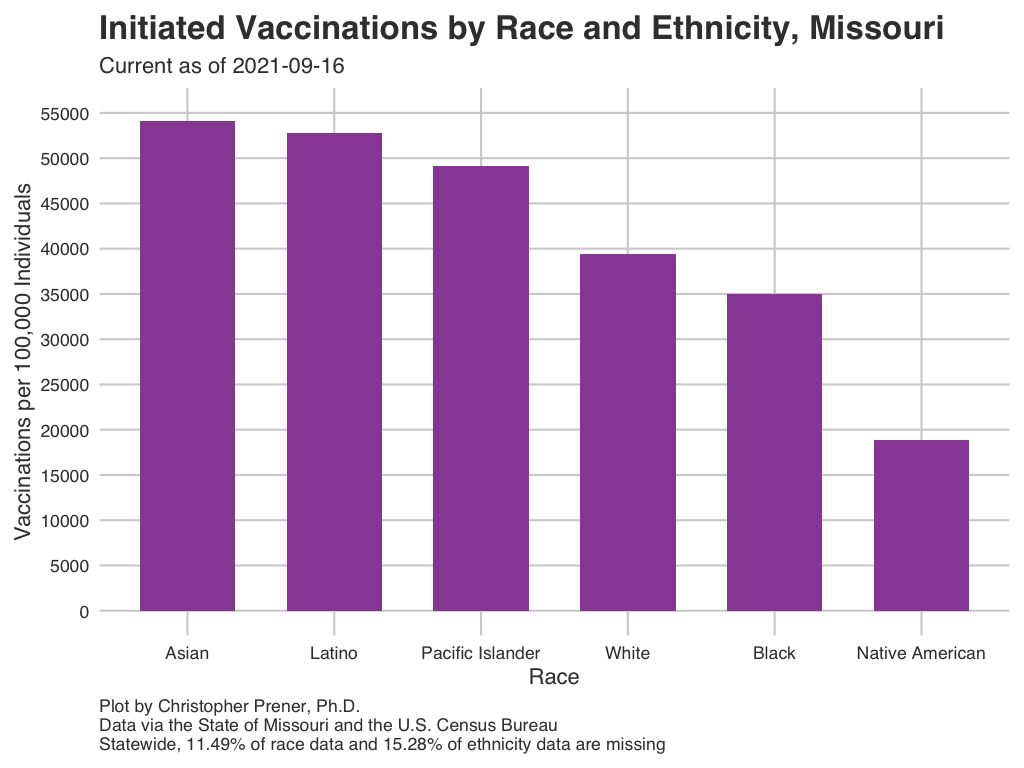 Initiated Vaccinations by Race and Ethnicity, Missouri
Current as of 2021-09-16
Vaccinations per 100,000 Individuals
55000
50000
45000
40000
35000
30000
25000
20000
15000
10000
5000
0
Asian
Latino
Pacific Islander
White
Black
Native American
Race
Plot by Christopher Prener, Ph.D.
Data via the State of Missouri and the U.S. Census Bureau
Statewide, 11.49% of race data and 15.28% of ethnicity data are missing